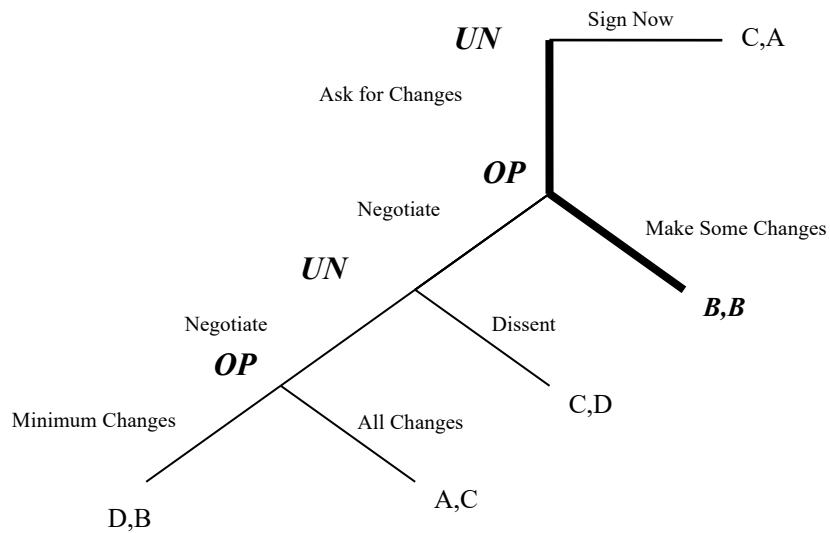 Sign Now
UN
C,A
Ask for Changes
OP
Negotiate
Make Some Changes
UN
B,B
Negotiate
Dissent
OP
C,D
Minimum Changes
All Changes
A,C
D,B